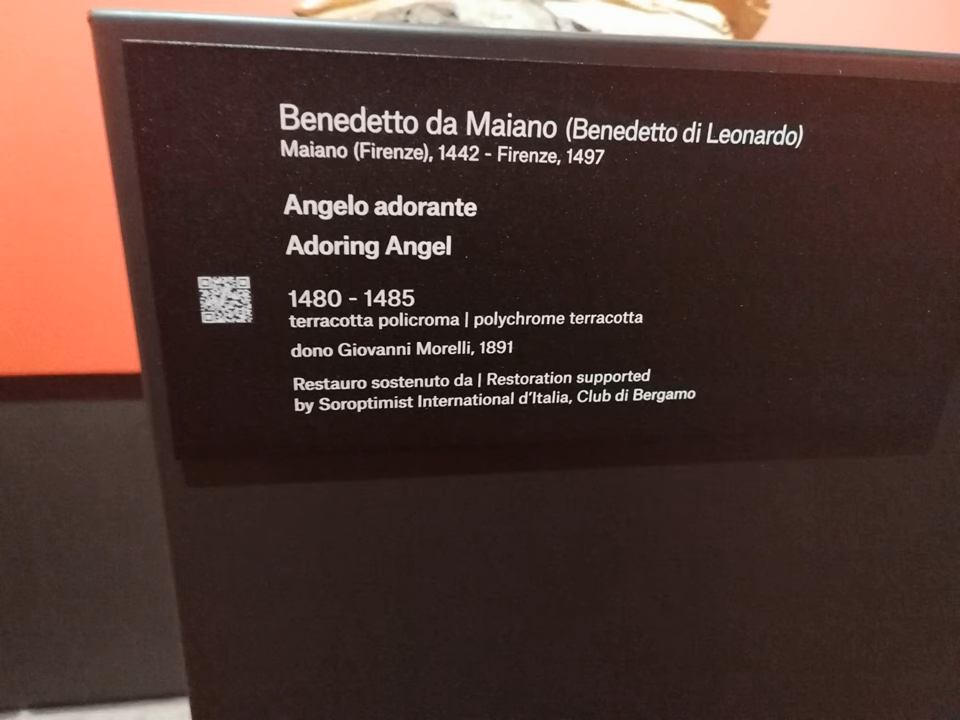 Benedetto da Maiano (Benedetto di Leonardo)
Maiano (Firenze), 1442 - Firenze, 1497
Angelo adorante
Adoring Angel
1480 - 1485
terracotta policroma | polychrome terracotta
dono Giovanni Morelli, 1891
Restauro sostenuto da | Restoration supported
by Soroptimist International d'Italia, Club di Bergamo